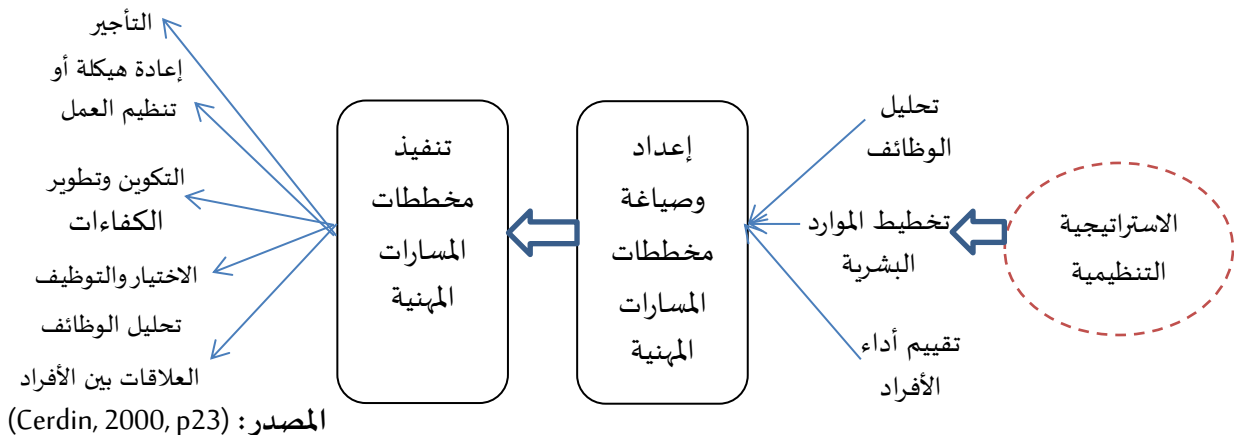 الاستراتيجية
التنظيمية
تحليل
الوظائف
تخطيط الموارد
البشرية
تقييم أداء
الأفراد
إعداد
وصياغة
مخططات
المسارات
المهنية
تنفيذ
مخططات
المسارات
المهنية
التأجير
إعادة هيكلة أو
تنظيم العمل
التكوين وتطوير
الكفاءات
الاختيار والتوظيف
تحليل الوظائف
العلاقات بين الأفراد
المصدر: (Cerdin, 2000, p23)